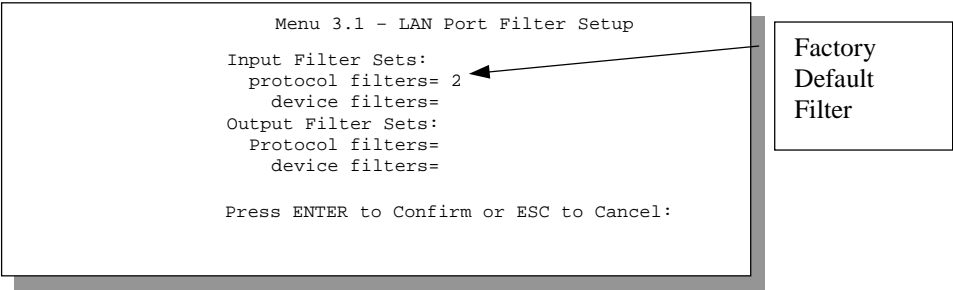 Menu 3.1 – LAN Port Filter Setup
Input Filter Sets:
protocol filters= 2
device filters=
Output Filter Sets:
Protocol filters=
device filters=
Press ENTER to Confirm or ESC to Cancel:
Factory
Default
Filter